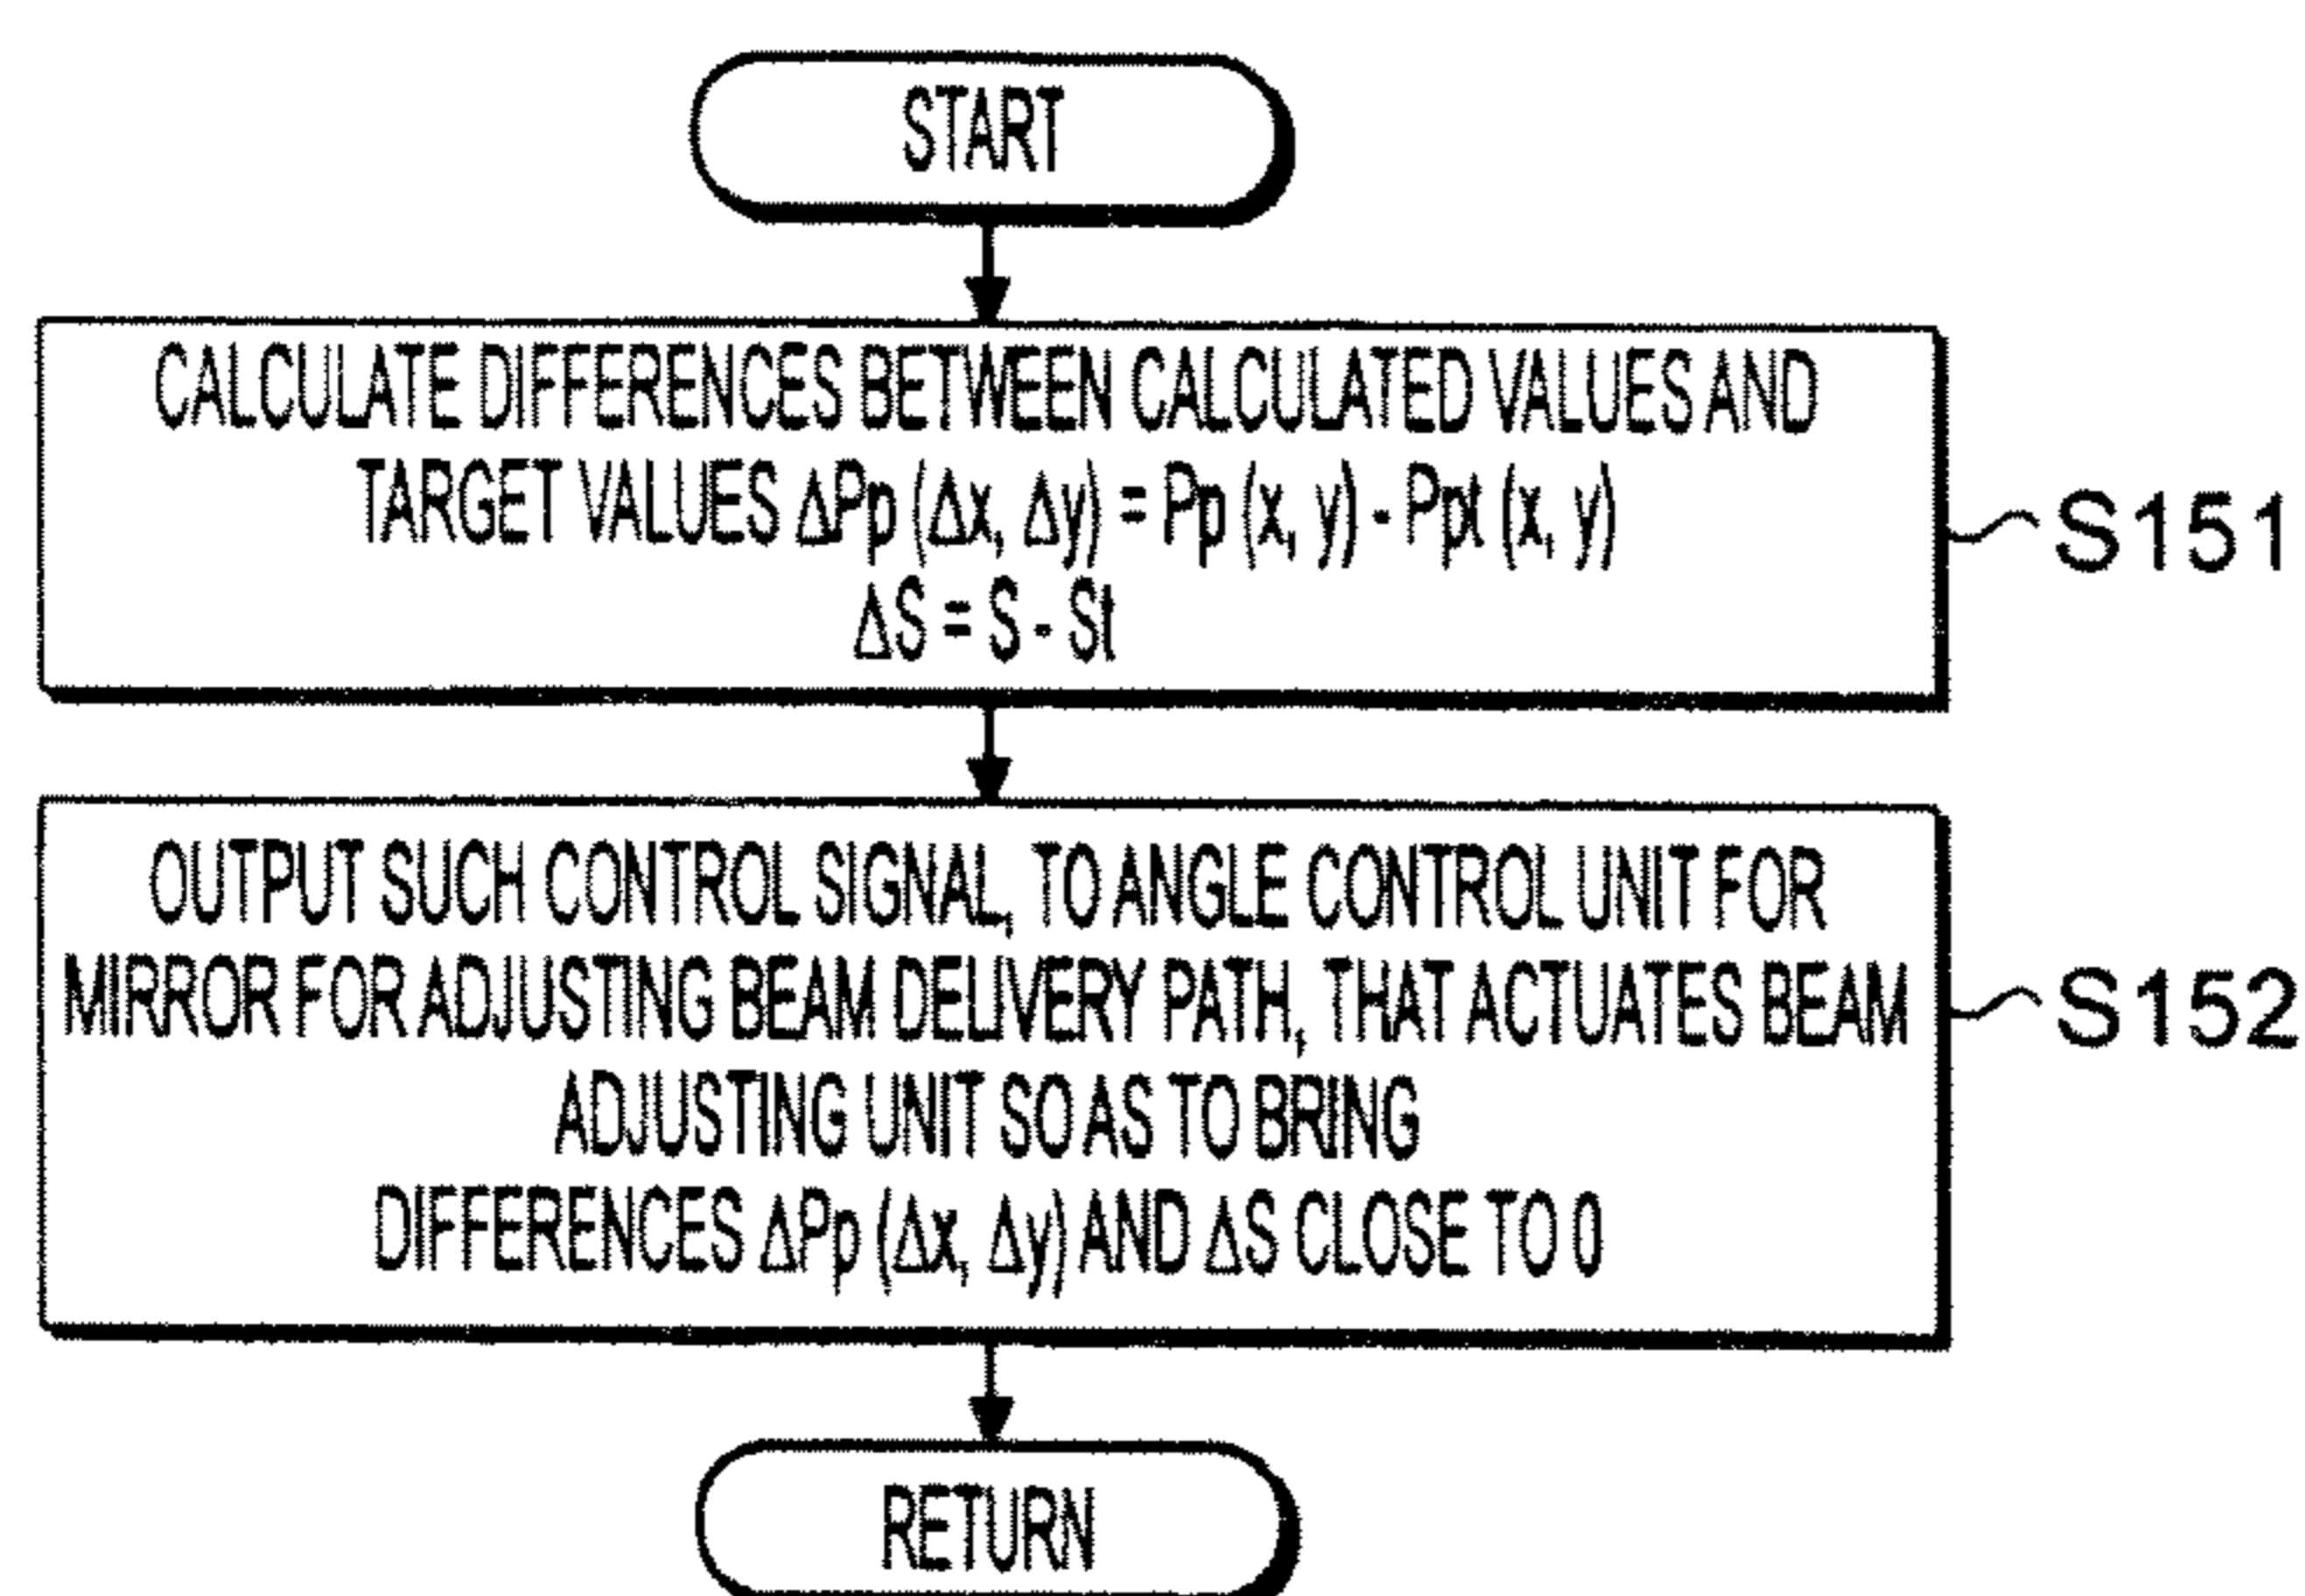 START
CALCULATE DIFFERENCES BETWEEN CALCULATED VALUES AND
TARGET VALUES ΔPp (Δx, Δy) = Pp (x, y) - Ppt (x, y)
ΔS = S - St
S151
OUTPUT SUCH CONTROL SIGNAL, TO ANGLE CONTROL UNIT FOR
MIRROR FOR ADJUSTING BEAM DELIVERY PATH, THAT ACTUATES BEAM
ADJUSTING UNIT SO AS TO BRING
DIFFERENCES ΔPp (Δx, Δy) AND ΔS CLOSE TO 0
S152
RETURN